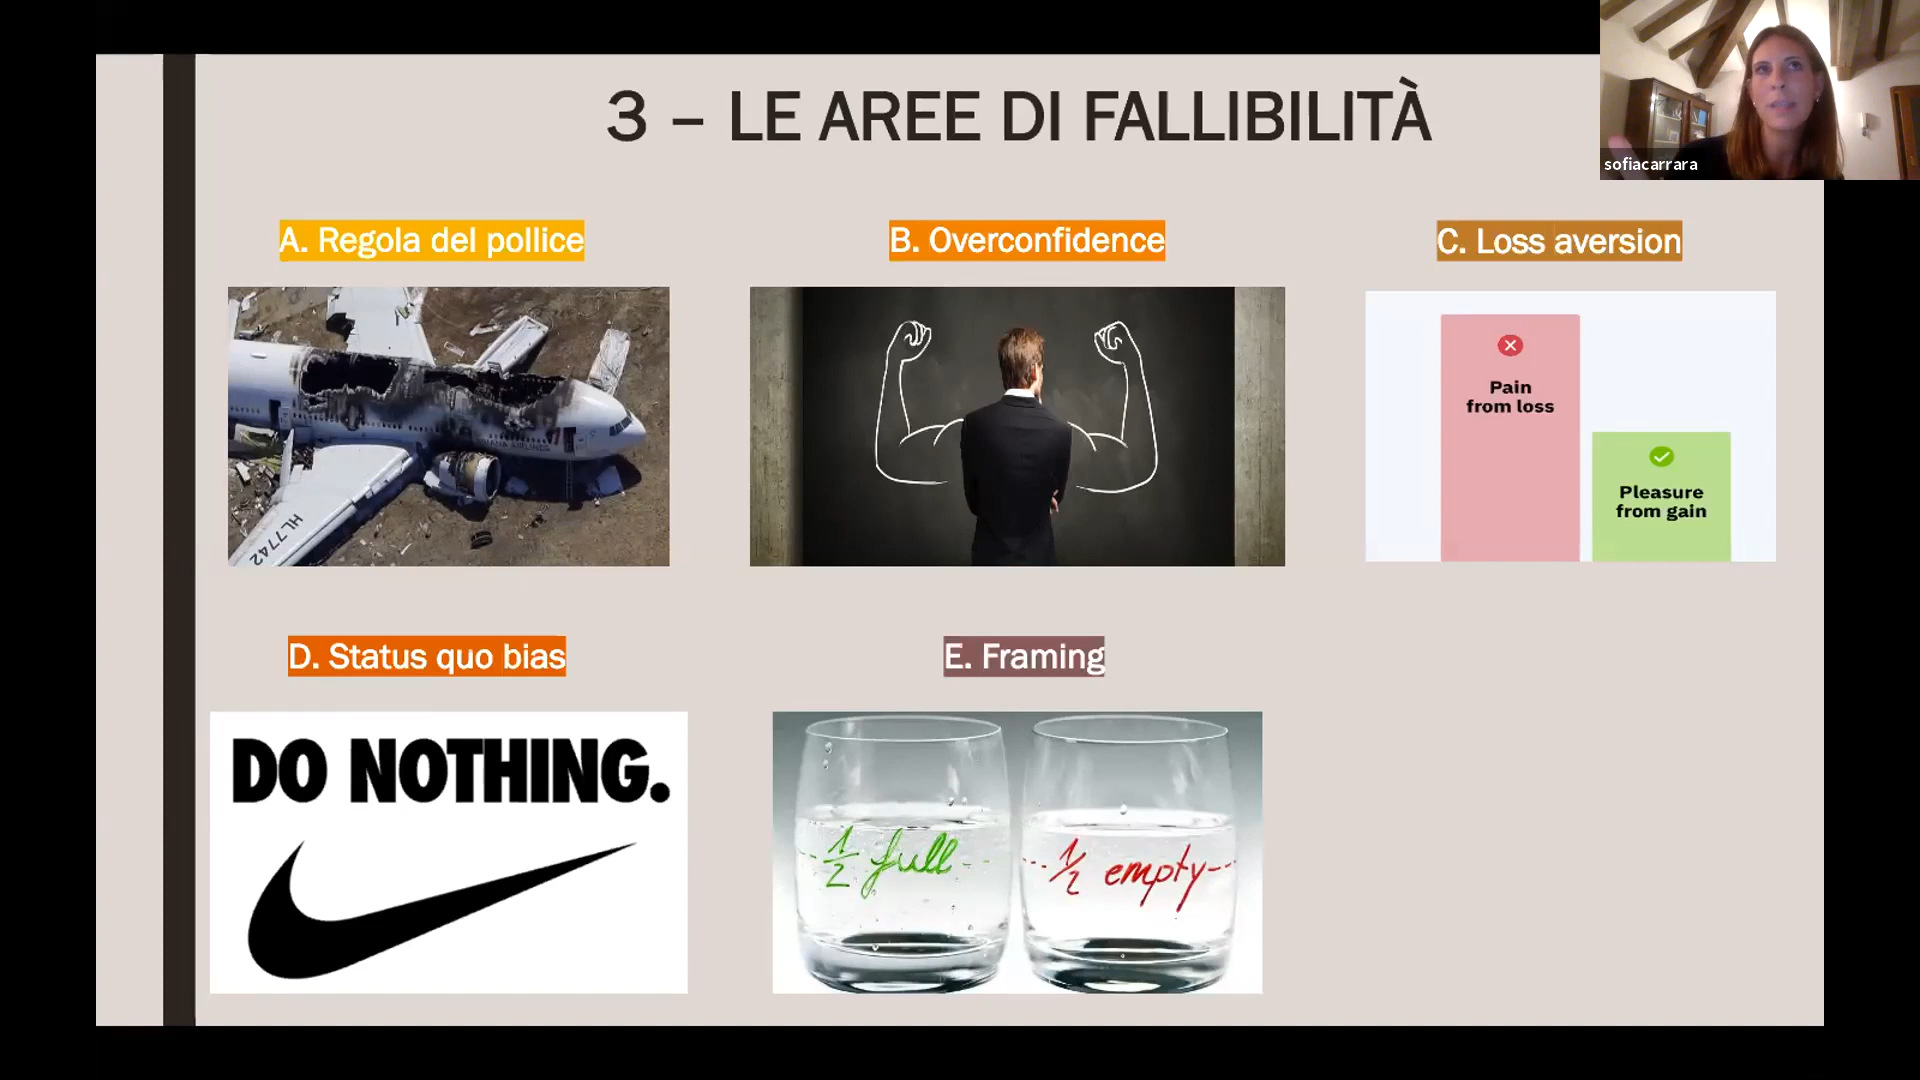 3 – LE AREE DI FALLIBILITÀ
sofiacarrara
A. Regola del pollice
B. Overconfidence
C. Loss aversion
HL7742
Pain
from loss
Pleasure
from gain
D. Status quo bias
E. Framing
DO NOTHING.
1/2 full
1/2 empty